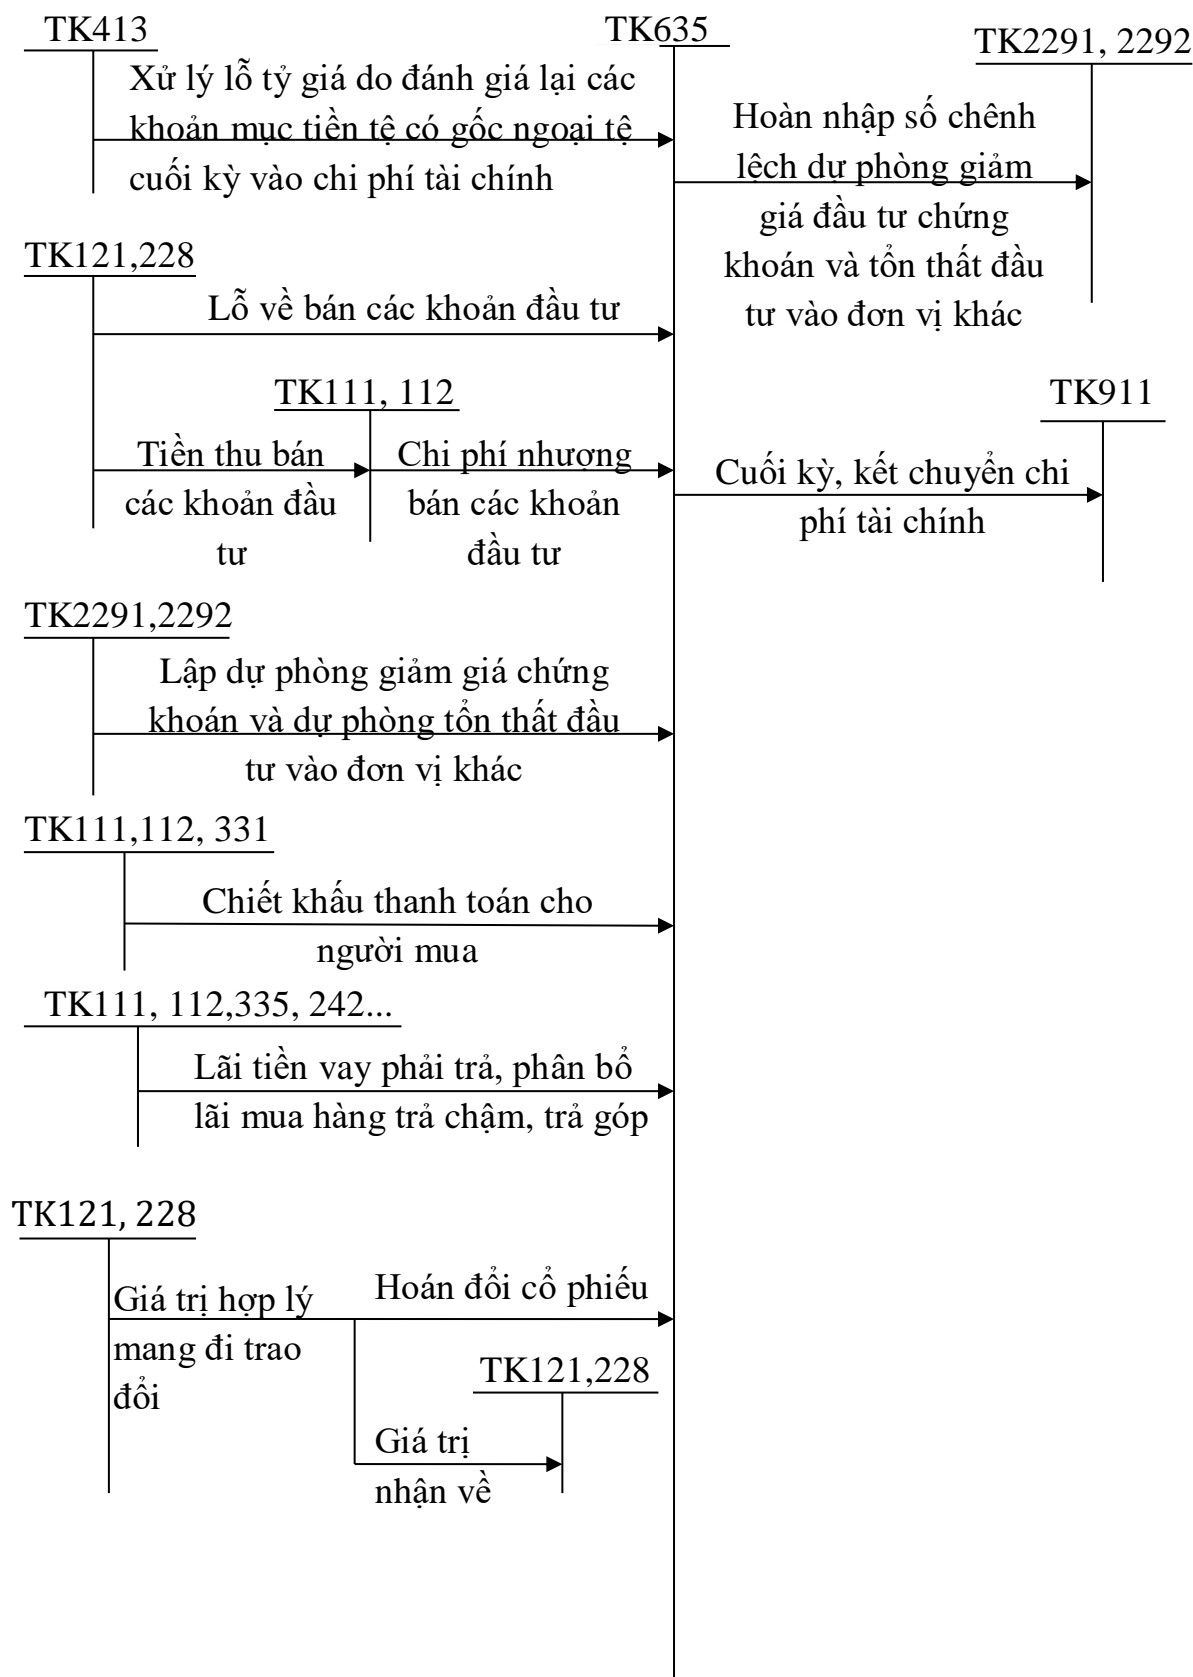 TK413
TK635
TK2291, 2292
Xử lý lỗ tỷ giá do đánh giá lại các
khoản mục tiền tệ có gốc ngoại tệ
cuối kỳ vào chi phí tài chính
Hoàn nhập số chênh
lệch dự phòng giảm
giá đầu tư chứng
khoán và tổn thất đầu
tư vào đơn vị khác
TK121,228
Lỗ về bán các khoản đầu tư
TK111, 112
TK911
Tiền thu bán
các khoản đầu
tư
Chi phí nhượng
bán các khoản
đầu tư
Cuối kỳ, kết chuyển chi
phí tài chính
TK2291,2292
Lập dự phòng giảm giá chứng
khoán và dự phòng tổn thất đầu
tư vào đơn vị khác
TK111,112, 331
Chiết khấu thanh toán cho
người mua
TK111, 112,335, 242...
Lãi tiền vay phải trả, phân bổ
lãi mua hàng trả chậm, trả góp
TK121, 228
Giá trị hợp lý
mang đi trao
đổi
Hoán đổi cổ phiếu
TK121,228
Giá trị
nhận về